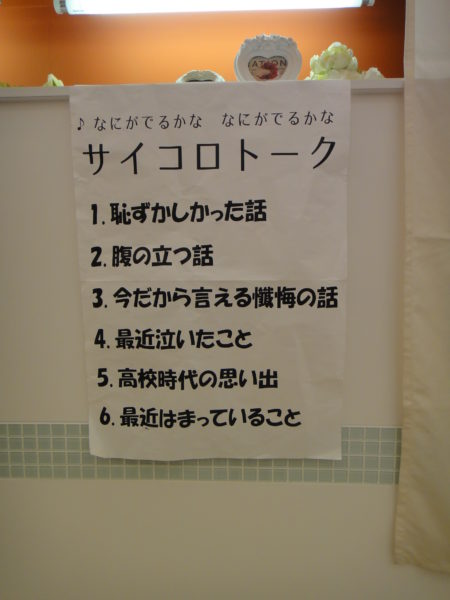 ATION
♪なにがでるかな なにがでるかな
サイコロトーク
1. 恥ずかしかった話
2. 腹の立つ話
3. 今だから言える懺悔の話
4. 最近泣いたこと
5. 高校時代の思い出
6. 最近はまっていること